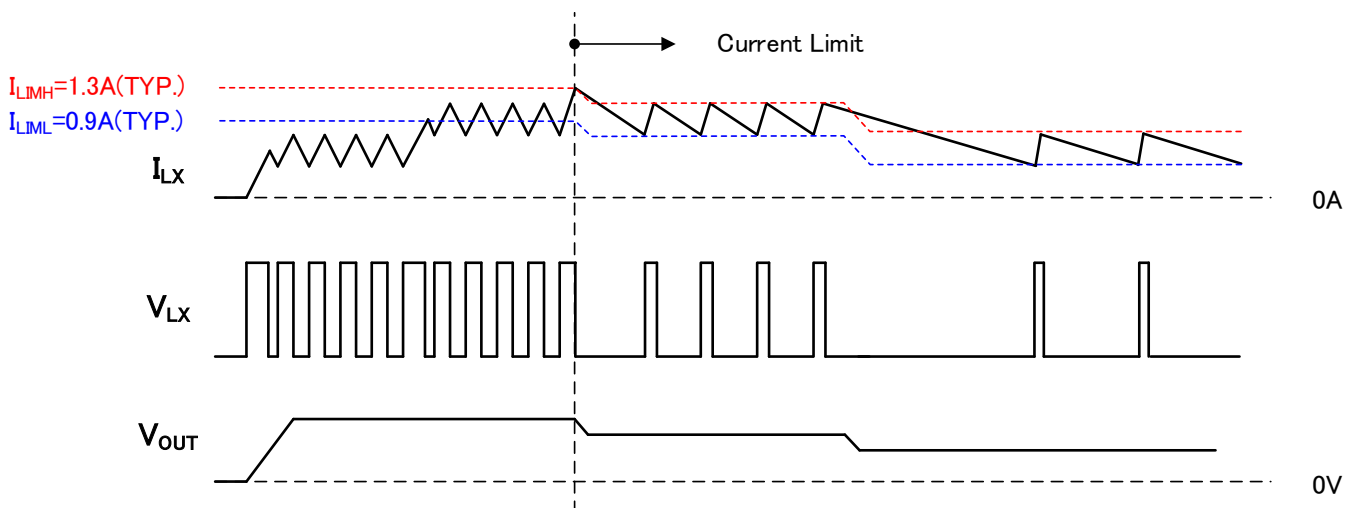 Current Limit
ILIMH=1.3A(TYP.)
ILIML=0.9A(TYP.)
ILX
0A
VLX
VOUT
0V